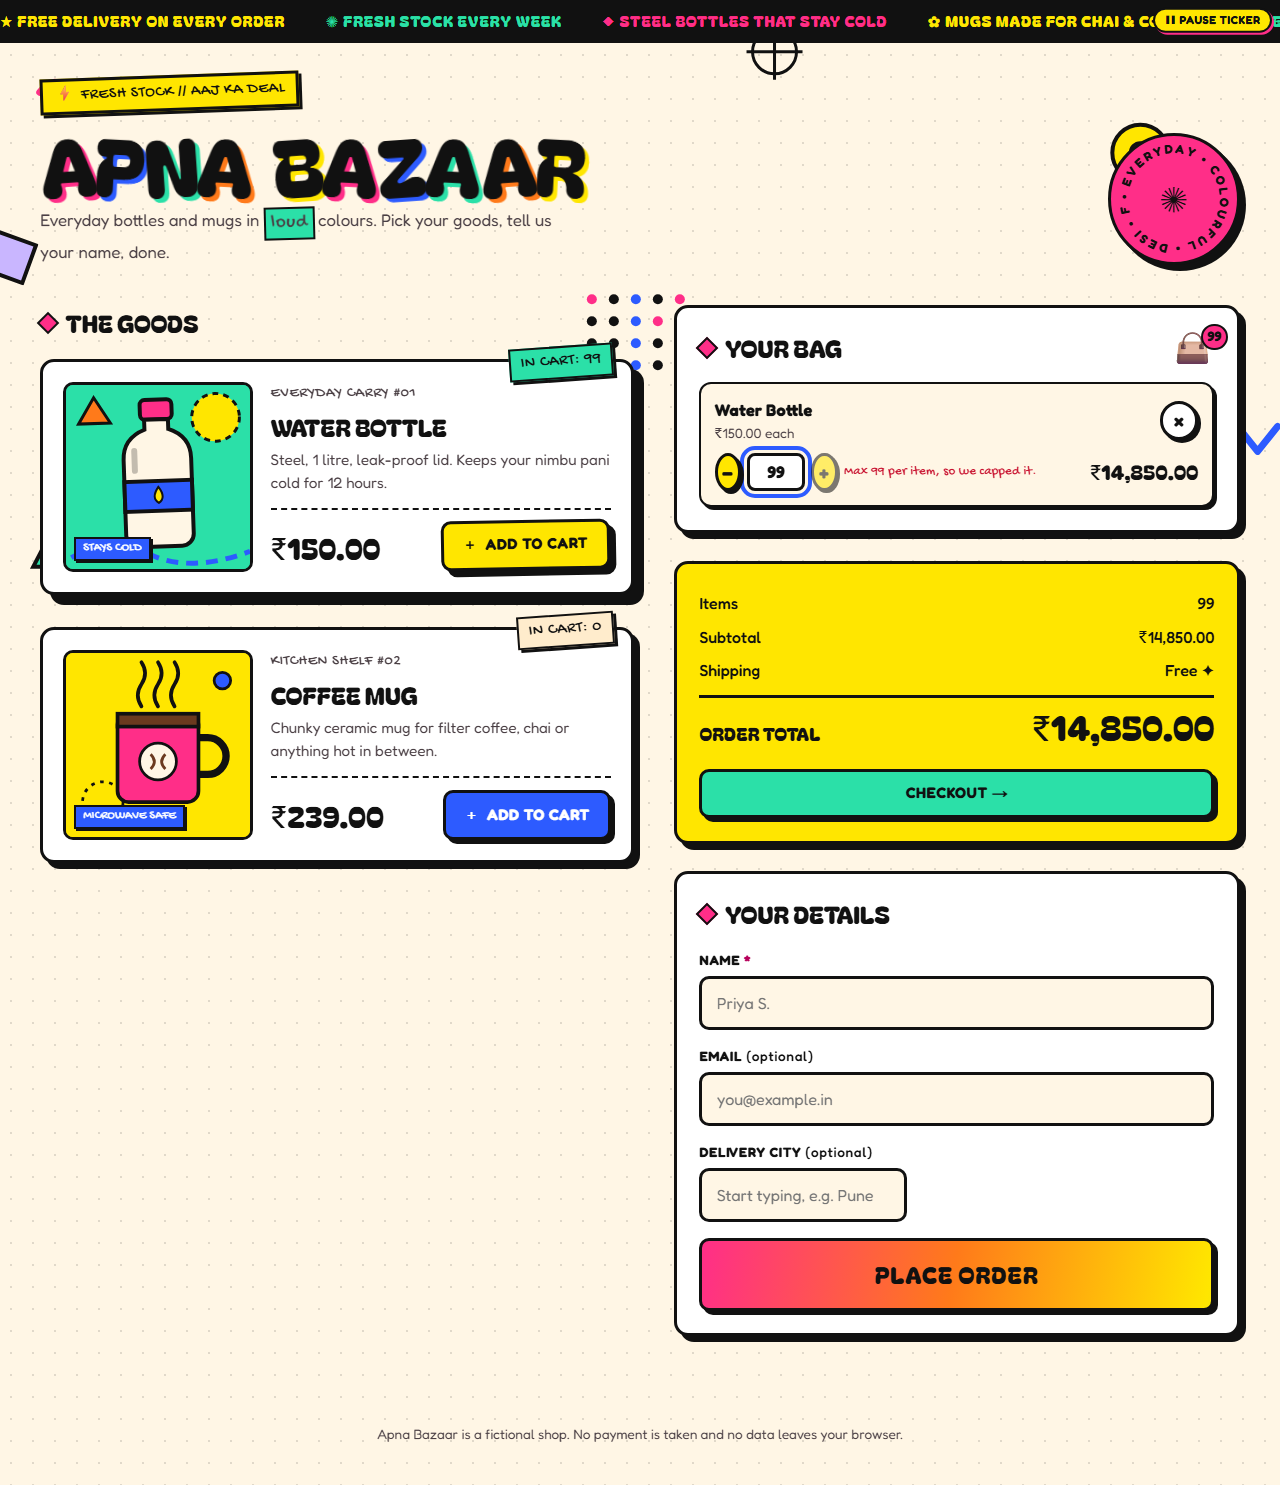 ★ FREE DELIVERY ON EVERY ORDER ✺ FRESH STOCK EVERY WEEK ❖ STEEL BOTTLES THAT STAY COLD ✿ MUGS MADE FOR CHAI &
PAUSE TICKER
⚡ FRESH STOCK // AAJ KA DEAL
APNA BAZAAR
Everyday bottles and mugs in loud colours. Pick your goods, tell us
your name, done.
EVERYDAY • COLOURFUL • DESI • F •
THE GOODS
IN CART: 99
EVERYDAY CARRY #01
WATER BOTTLE
Steel, 1 litre, leak-proof lid. Keeps your nimbu pani
cold for 12 hours.
STAYS COLD
₹150.00
+ ADD TO CART
IN CART: 0
KITCHEN SHELF #02
COFFEE MUG
Chunky ceramic mug for filter coffee, chai or
anything hot in between.
MICROWAVE SAFE
₹239.00
+ ADD TO CART
YOUR BAG
99
Water Bottle
₹150.00 each
×
− 99 + Max 99 per item, so we capped it. ₹14,850.00
Items 99
Subtotal ₹14,850.00
Shipping Free ✦
ORDER TOTAL ₹14,850.00
CHECKOUT →
YOUR DETAILS
NAME *
Priya S.
EMAIL (optional)
you@example.in
DELIVERY CITY (optional)
Start typing, e.g. Pune
PLACE ORDER
Apna Bazaar is a fictional shop. No payment is taken and no data leaves your browser.